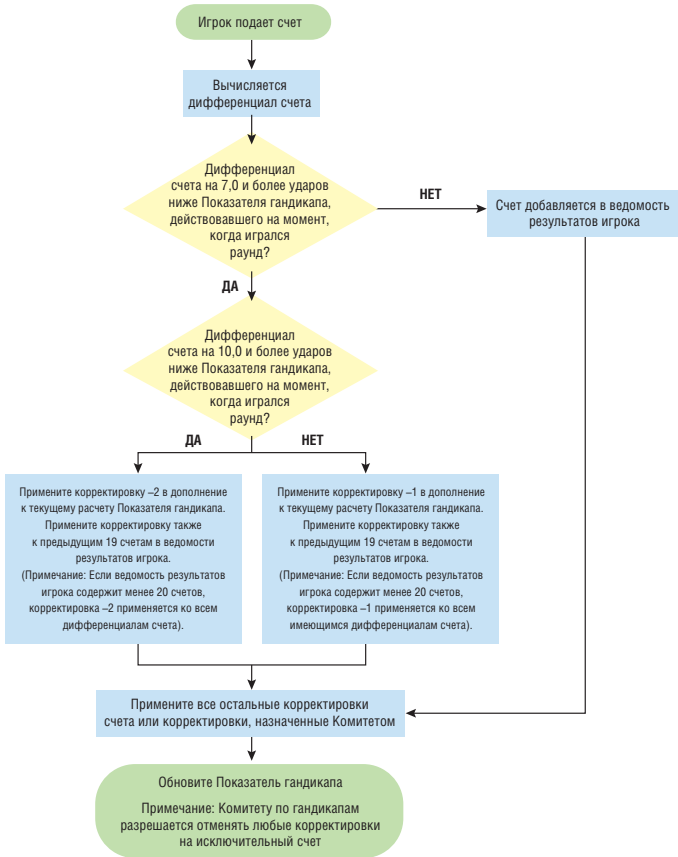 Игрок подает счет
Вычисляется
дифференциал счета
Дифференциал
счета на 7,0 и более ударов
ниже Показателя гандикапа,
действовавшего на момент,
когда игрался
раунд?
НЕТ
Счет добавляется в ведомость
результатов игрока
ДА
Дифференциал
счета на 10,0 и более ударов
ниже Показателя гандикапа,
действовавшего на момент,
когда игрался
раунд?
ДА
НЕТ
Примените корректировку –2 в дополнение
к текущему расчету Показателя гандикапа.
Примените корректировку также
к предыдущим 19 счетам в ведомости
результатов игрока.
(Примечание: Если ведомость результатов
игрока содержит менее 20 счетов,
корректировка –2 применяется ко всем
дифференциалам счета).
Примените корректировку –1 в дополнение
к текущему расчету Показателя гандикапа.
Примените корректировку также
к предыдущим 19 счетам в ведомости
результатов игрока.
(Примечание: Если ведомость результатов
игрока содержит менее 20 счетов,
корректировка –1 применяется ко всем
имеющимся дифференциалам счета).
Примените все остальные корректировки
счета или корректировки, назначенные Комитетом
Обновите Показатель гандикапа
Примечание: Комитету по гандикапам
разрешается отменять любые корректировки
на исключительный счет